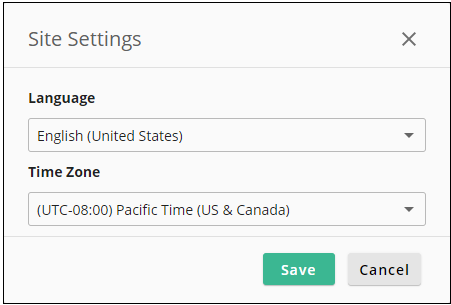 Site Settings
Language
English (United States)
Time Zone
(UTC-08:00) Pacific Time (US & Canada)
Save Cancel